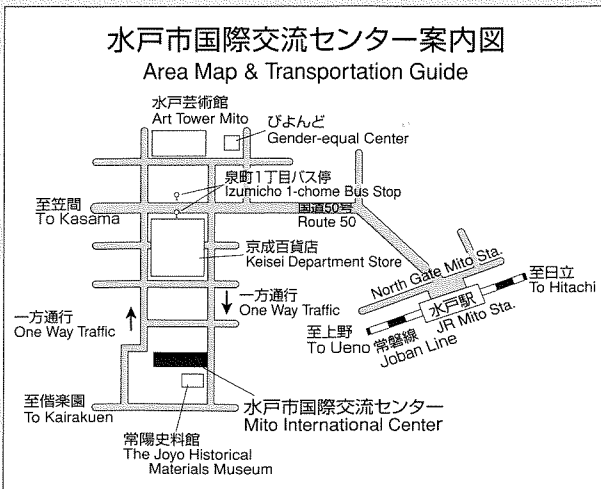 水戸市国際交流センター案内図
Area Map & Transportation Guide
水戸芸術館
Art Tower Mito
びよんど
Gender-equal Center
泉町1丁目バス停
Izumicho 1-chome Bus Stop
至笠間
To Kasama
国道50号
Route 50
京成百貨店
Keisei Department Store
North Gate Mito Sta.
至日立
To Hitachi
水戸駅
JR Mito Sta.
一方通行
One Way Traffic
一方通行
One Way Traffic
至上野
To Ueno
常磐線
Joban Line
至偕楽園
To Kairakuen
水戸市国際交流センター
Mito International Center
常陽史料館
The Joyo Historical
Materials Museum